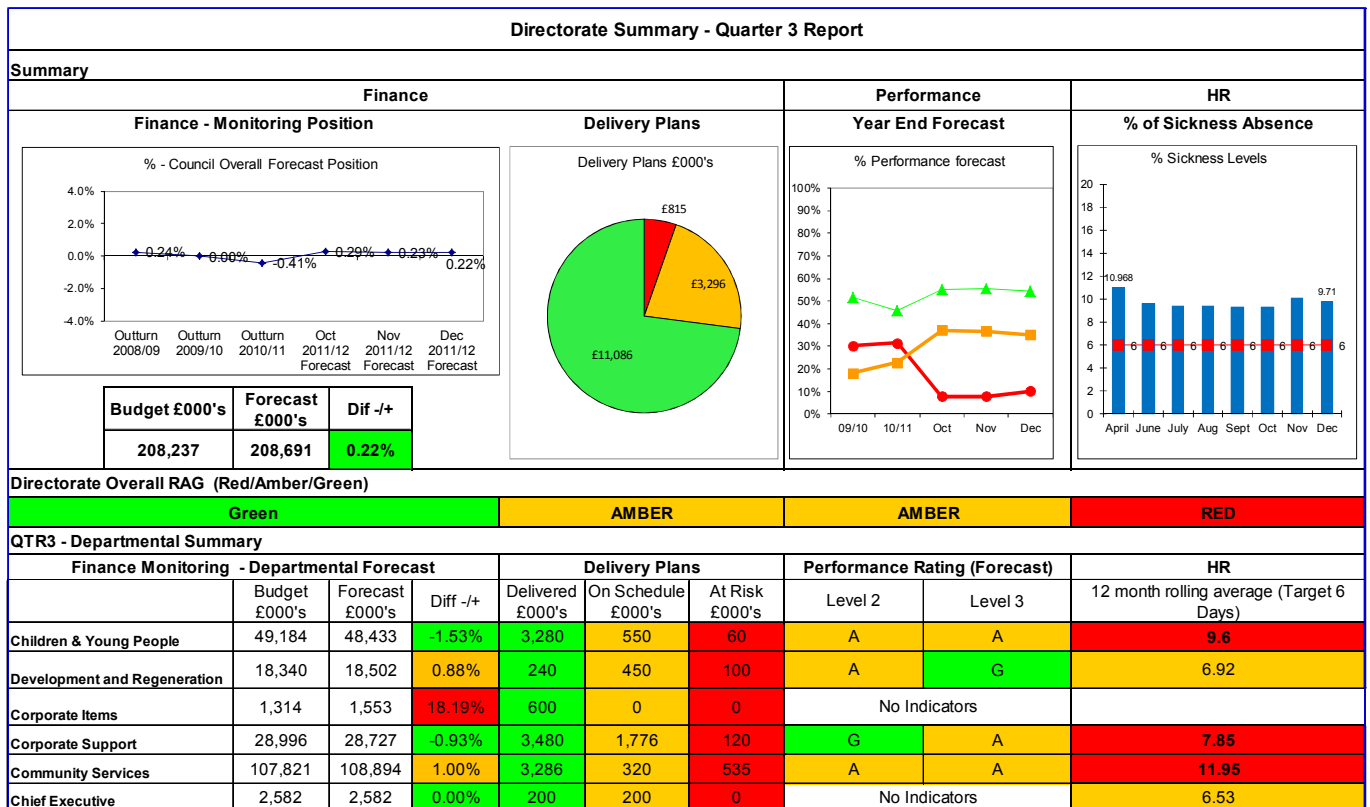 Directorate Summary - Quarter 3 Report
Summary
Finance Performance HR
Finance - Monitoring Position Delivery Plans Year End Forecast % of Sickness Absence
% - Council Overall Forecast Position
4.0%
2.0%
0.0%
-2.0%
-4.0%
0.24% 0.00% -0.41% 0.29% 0.23% 0.22%
Outturn 2008/09
Outturn 2009/10
Outturn 2010/11
Oct 2011/12 Forecast
Nov 2011/12 Forecast
Dec 2011/12 Forecast
Budget £000's Forecast £000's Dif -/+
208,237 208,691 0.22%
Delivery Plans £000's
£815
£3,296
£11,086
% Performance forecast
100%
90%
80%
70%
60%
50%
40%
30%
20%
10%
0%
09/10 10/11 Oct Nov Dec
% Sickness Levels
20
18
16
14
12
10
8
6
4
2
0
10.968 9.71
6 6 6 6 6 6 6 6
April June July Aug Sept Oct Nov Dec
Directorate Overall RAG (Red/Amber/Green)
Green AMBER AMBER RED
QTR3 - Departmental Summary
Finance Monitoring - Departmental Forecast Delivery Plans Performance Rating (Forecast) HR
Budget £000's Forecast £000's Diff -/+ Delivered £000's On Schedule £000's At Risk £000's Level 2 Level 3 12 month rolling average (Target 6 Days)
Children & Young People 49,184 48,433 -1.53% 3,280 550 60 A A 9.6
Development and Regeneration 18,340 18,502 0.88% 240 450 100 A G 6.92
Corporate Items 1,314 1,553 18.19% 600 0 0 No Indicators
Corporate Support 28,996 28,727 -0.93% 3,480 1,776 120 G A 7.85
Community Services 107,821 108,894 1.00% 3,286 320 535 A A 11.95
Chief Executive 2,582 2,582 0.00% 200 200 0 No Indicators 6.53